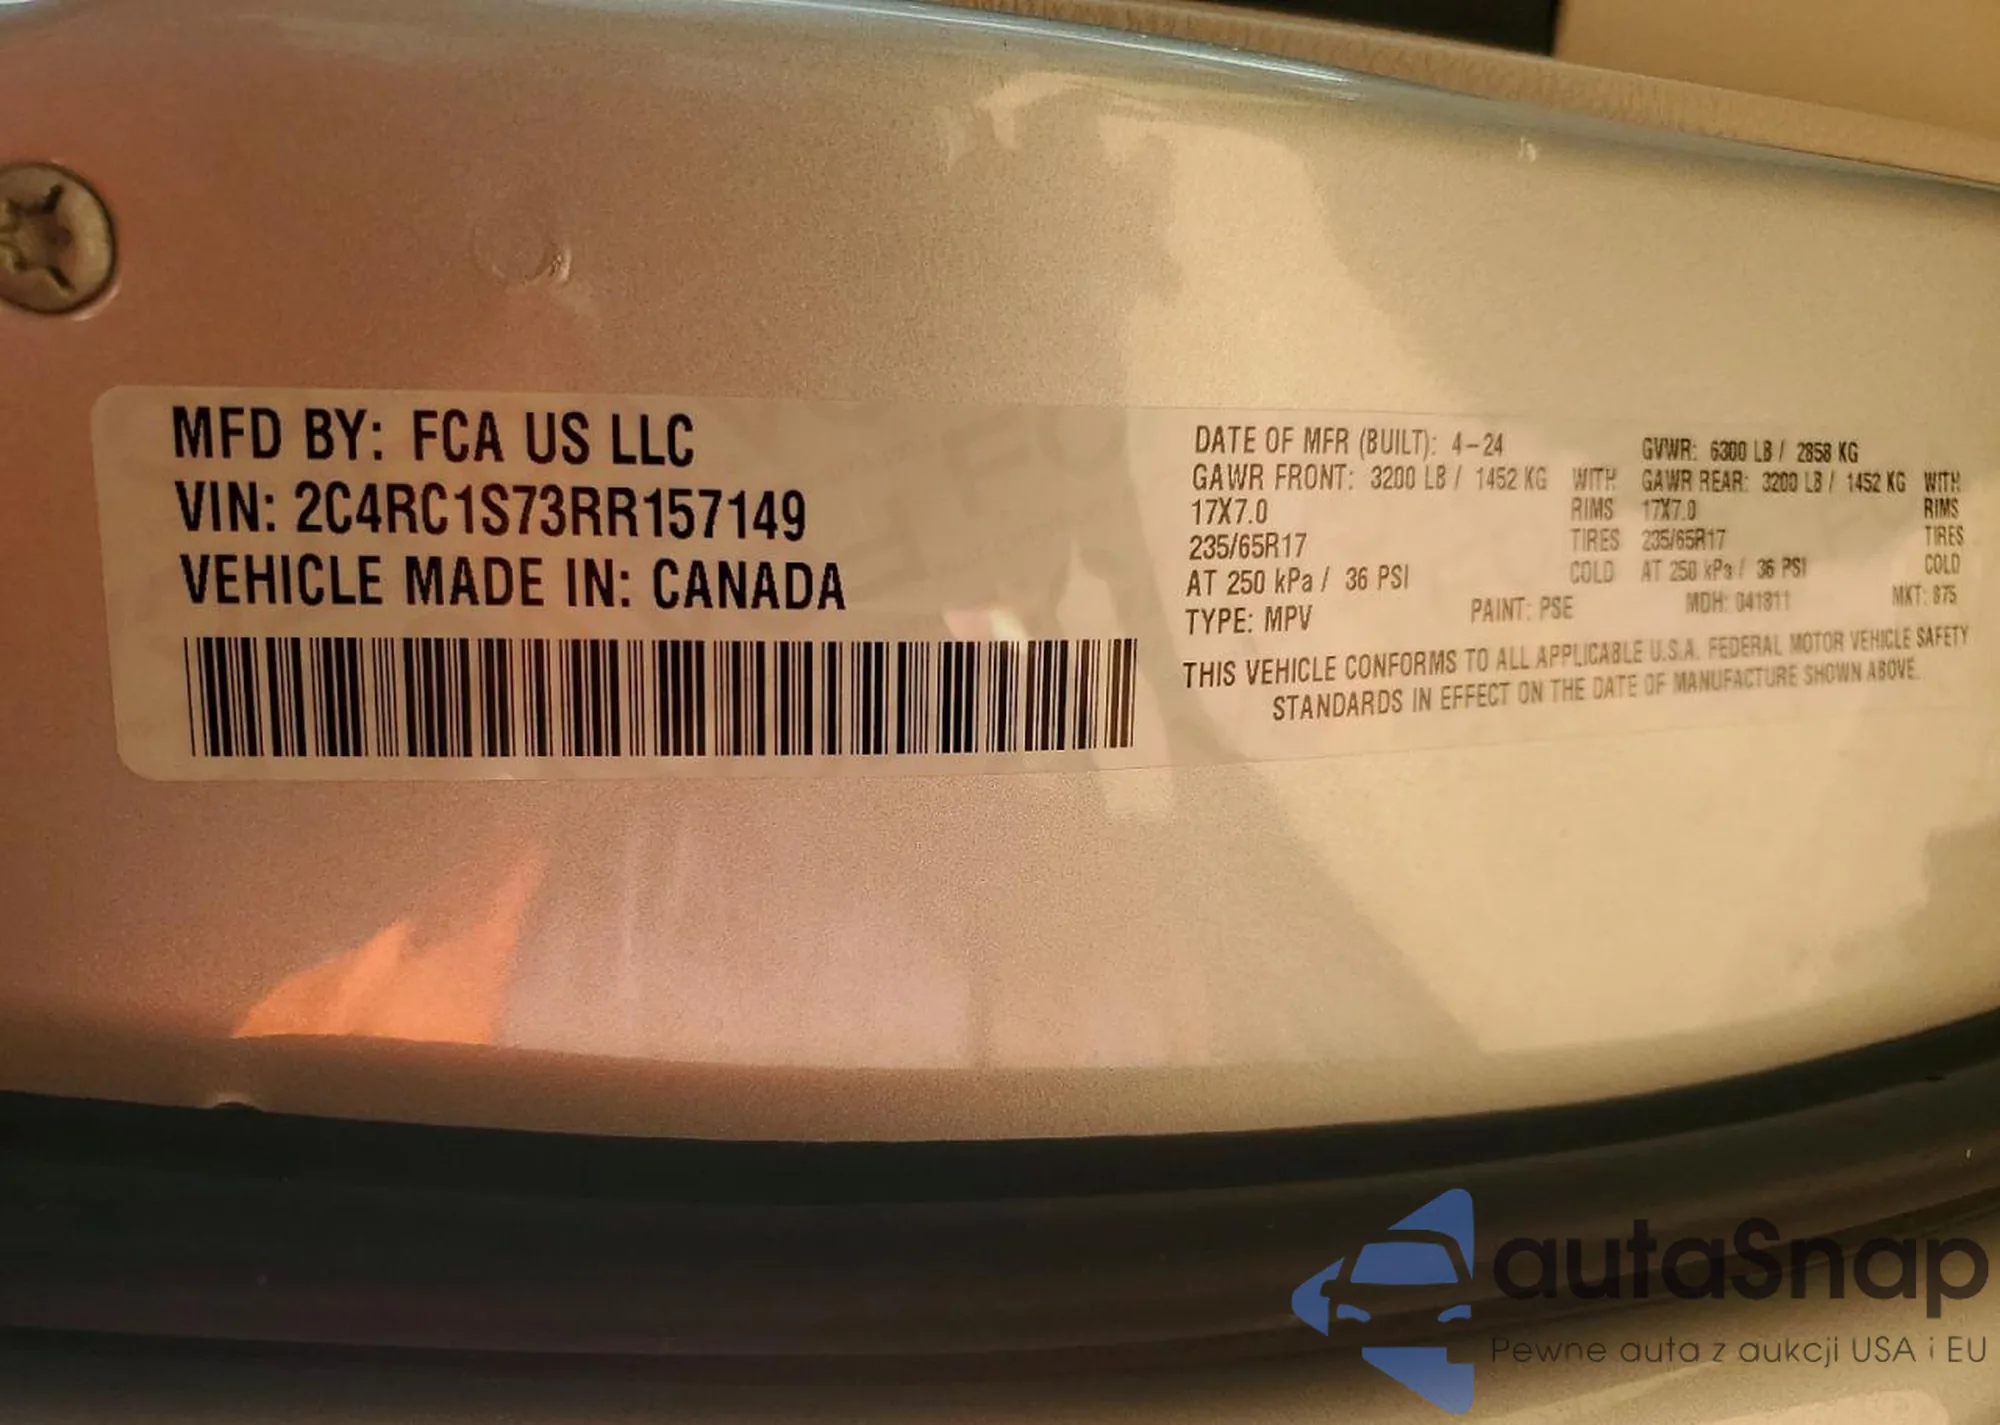 MFD BY: FCA US LLC
VIN: 2C4RC1S73RR157149
VEHICLE MADE IN: CANADA
DATE OF MFR (BUILT): 4-24 GVWR: 6300 LB / 2858 KG
GAWR FRONT: 3200 LB / 1452 KG WITH GAWR REAR: 3200 LB / 1452 KG WITH
17X7.0 RIMS 17X7.0 RIMS
235/65R17 TIRES 235/65R17 TIRES
AT 250 kPa / 36 PSI COLD AT 250 kPa / 36 PSI COLD
TYPE: MPV PAINT: PSE MDH: 041811 MKT: 875
THIS VEHICLE CONFORMS TO ALL APPLICABLE U.S.A. FEDERAL MOTOR VEHICLE SAFETY
STANDARDS IN EFFECT ON THE DATE OF MANUFACTURE SHOWN ABOVE.
autaSnap
Pewne auta z aukcji USA i EU